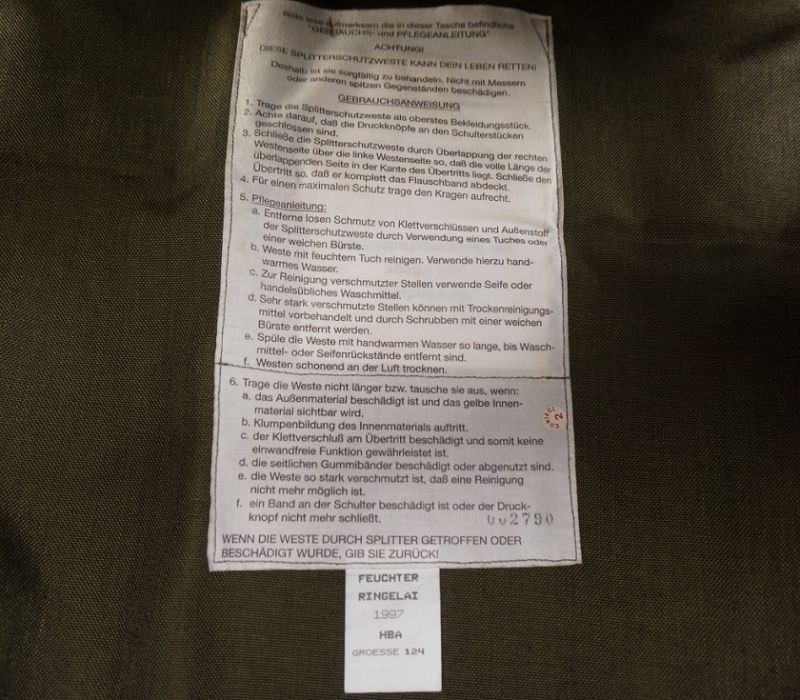 Bitte lese aufmerksam die in dieser Tasche befindliche
"GEBRAUCHS- und PFLEGEANLEITUNG"
ACHTUNG!
DIESE SPLITTERSCHUTZWESTE KANN DEIN LEBEN RETTEN!
Deshalb ist sie sorgfältig zu behandeln. Nicht mit Messern
oder anderen spitzen Gegenständen beschädigen.
GEBRAUCHSANWEISUNG
1. Trage die Splitterschutzweste als oberstes Bekleidungsstück.
2. Achte darauf, daß die Druckknöpfe an den Schulterstücken
geschlossen sind.
3. Schließe die Splitterschutzweste durch Überlappung der rechten
Westenseite über die linke Westenseite so, daß die volle Länge der
überlappenden Seite in der Kante des Übertritts liegt. Schließe den
Übertritt so, daß er komplett das Flauschband abdeckt.
4. Für einen maximalen Schutz trage den Kragen aufrecht.
5. Pflegeanleitung:
a. Entferne losen Schmutz von Klettverschlüssen und Außenstoff
der Splitterschutzweste durch Verwendung eines Tuches oder
einer weichen Bürste.
b. Weste mit feuchtem Tuch reinigen. Verwende hierzu hand-
warmes Wasser.
c. Zur Reinigung verschmutzter Stellen verwende Seife oder
handelsübliches Waschmittel.
d. Sehr stark verschmutzte Stellen können mit Trockenreinigungs-
mittel vorbehandelt und durch Schrubben mit einer weichen
Bürste entfernt werden.
e. Spüle die Weste mit handwarmen Wasser so lange, bis Wasch-
mittel- oder Seifenrückstände entfernt sind.
f. Westen schonend an der Luft trocknen.
6. Trage die Weste nicht länger bzw. tausche sie aus, wenn:
a. das Außenmaterial beschädigt ist und das gelbe Innen-
material sichtbar wird.
b. Klumpenbildung des Innenmaterials auftritt.
c. der Klettverschluß am Übertritt beschädigt und somit keine
einwandfreie Funktion gewährleistet ist.
d. die seitlichen Gummibänder beschädigt oder abgenutzt sind.
e. die Weste so stark verschmutzt ist, daß eine Reinigung
nicht mehr möglich ist.
f. ein Band an der Schulter beschädigt ist oder der Druck-
knopf nicht mehr schließt.
002790
WENN DIE WESTE DURCH SPLITTER GETROFFEN ODER
BESCHÄDIGT WURDE, GIB SIE ZURÜCK!
FEUCHTER
RINGELAI
1997
HBA
GROESSE 124